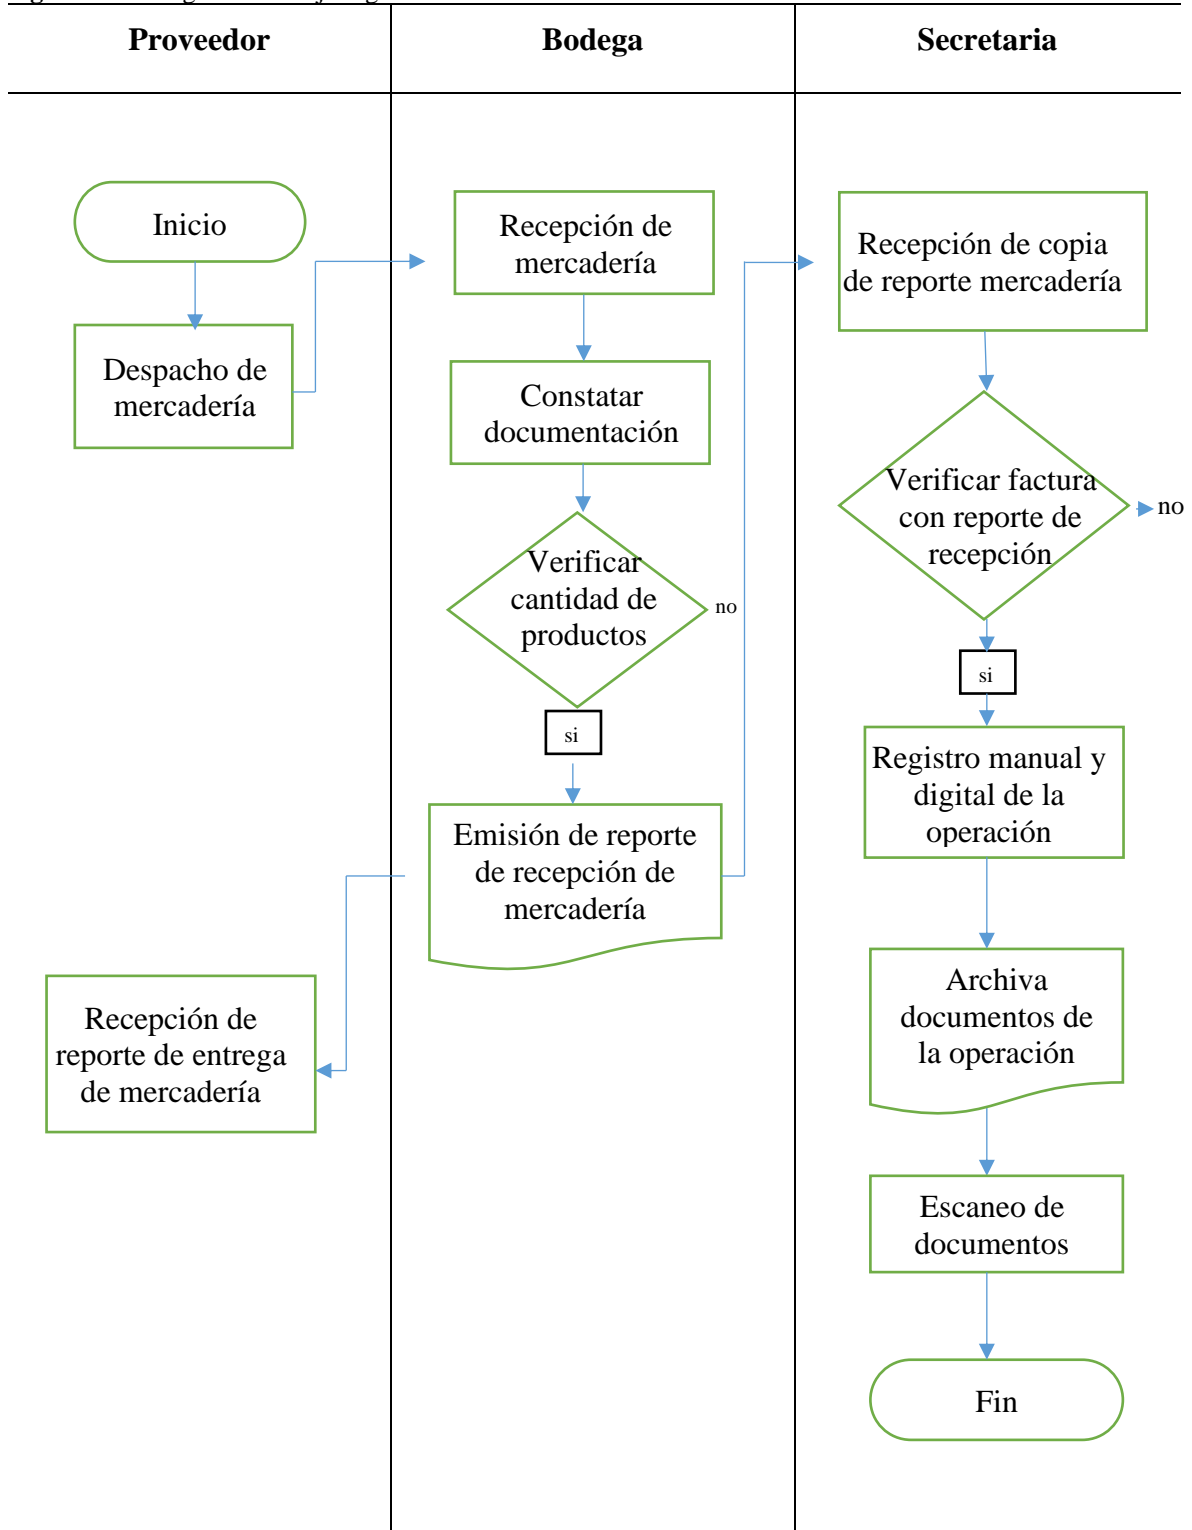 Proveedor
Bodega
Secretaria
Inicio
Despacho de
mercadería
Recepción de
reporte de entrega
de mercadería
Recepción de
mercadería
Constatar
documentación
Verificar
cantidad de
productos
no
si
Emisión de reporte
de recepción de
mercadería
Recepción de copia
de reporte mercadería
Verificar factura
con reporte de
recepción
no
si
Registro manual y
digital de la
operación
Archiva
documentos de
la operación
Escaneo de
documentos
Fin